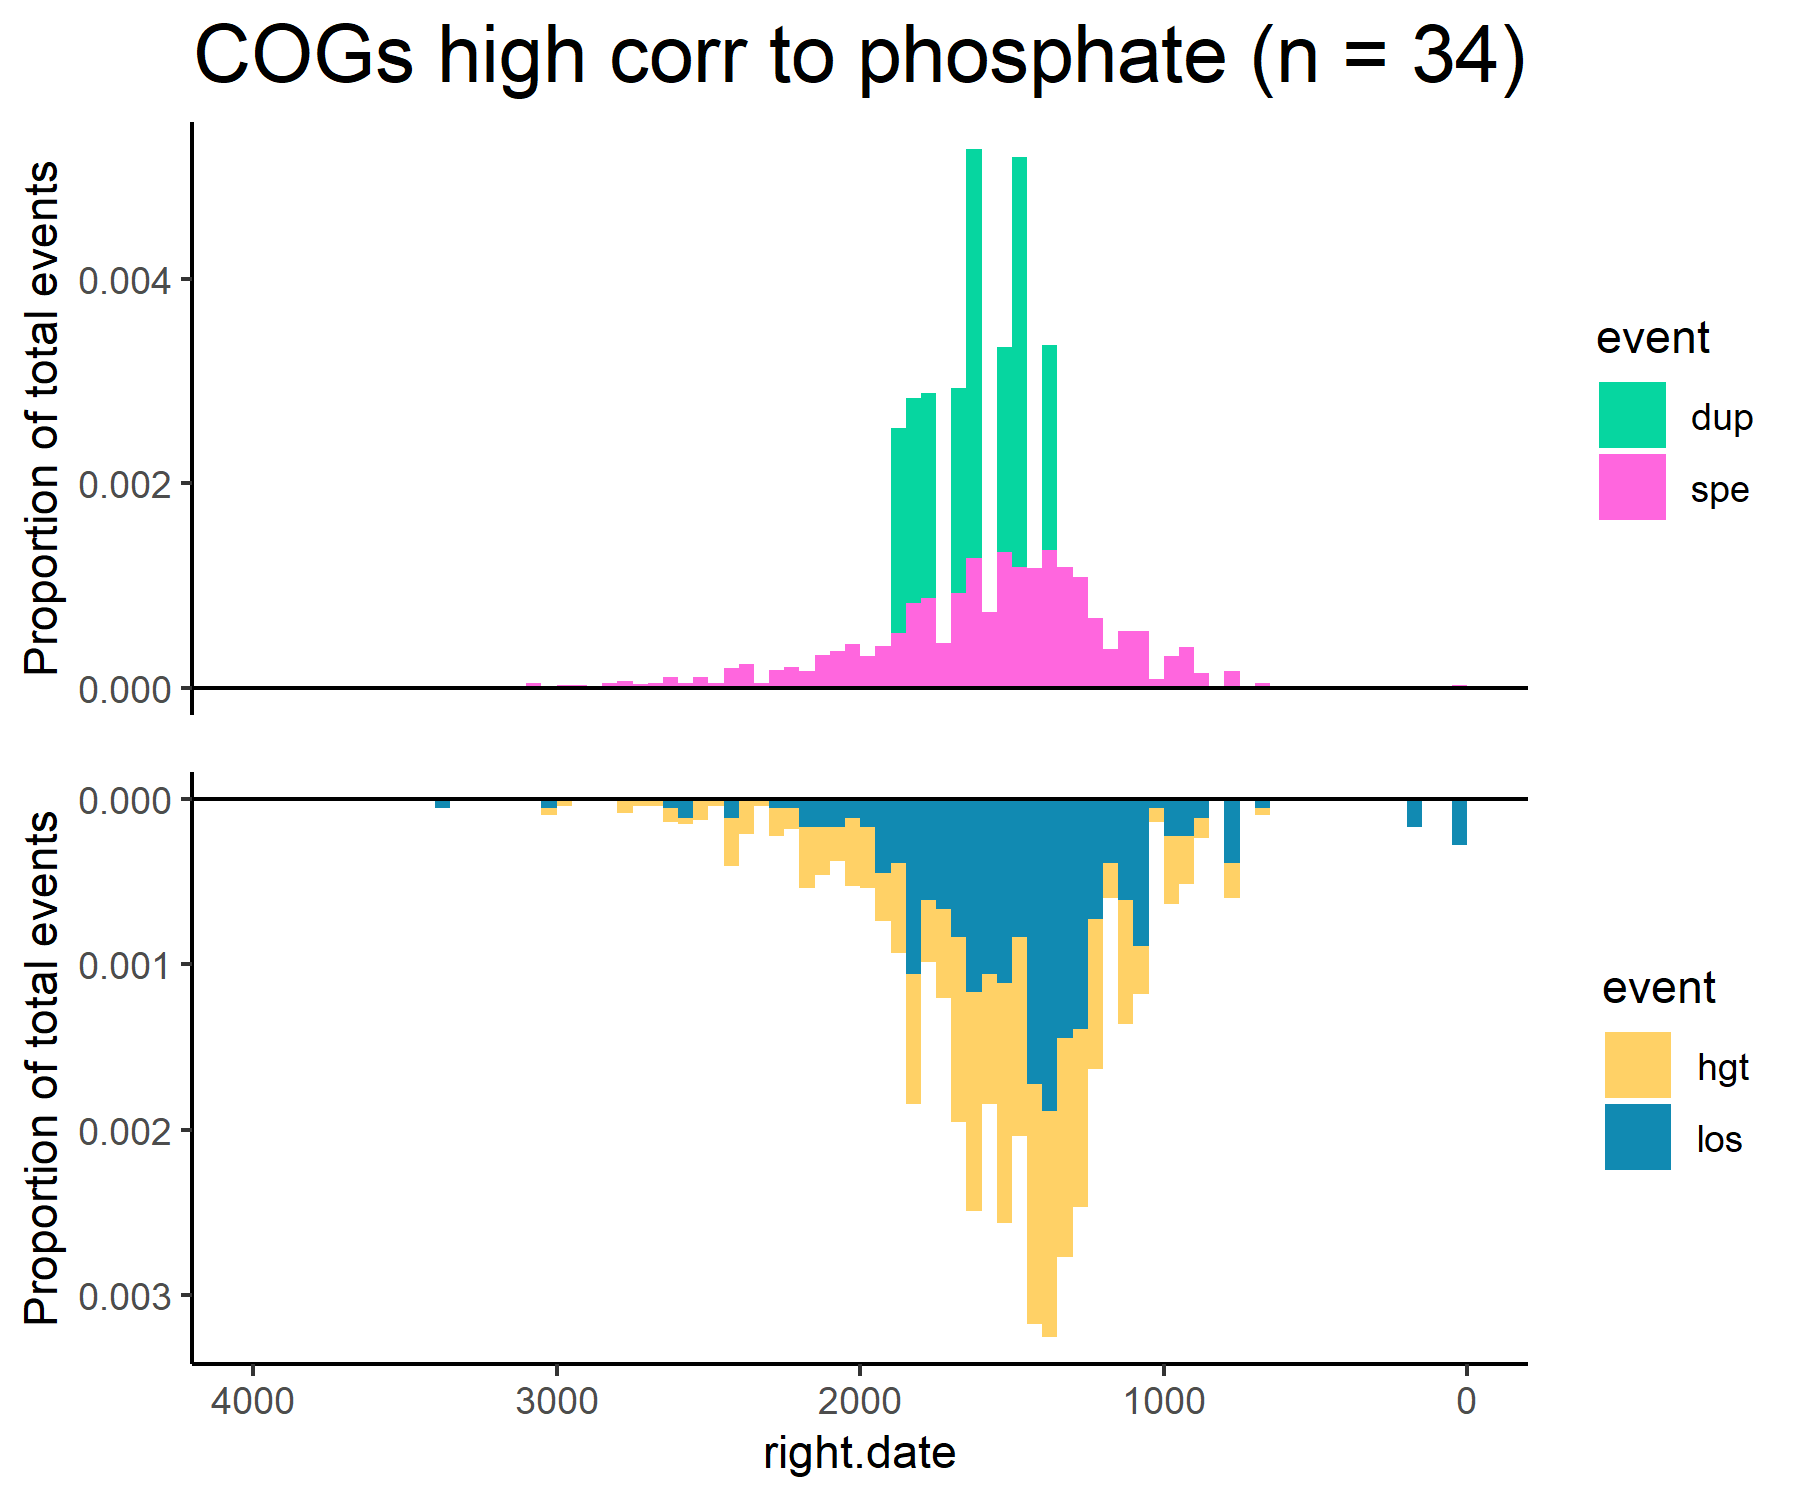 COGs high corr to phosphate (n = 34)
Proportion of total events
0.004
0.002
0.000
event
dup
spe
Proportion of total events
0.000
0.001
0.002
0.003
event
hgt
los
4000 3000 2000 1000 0
right.date